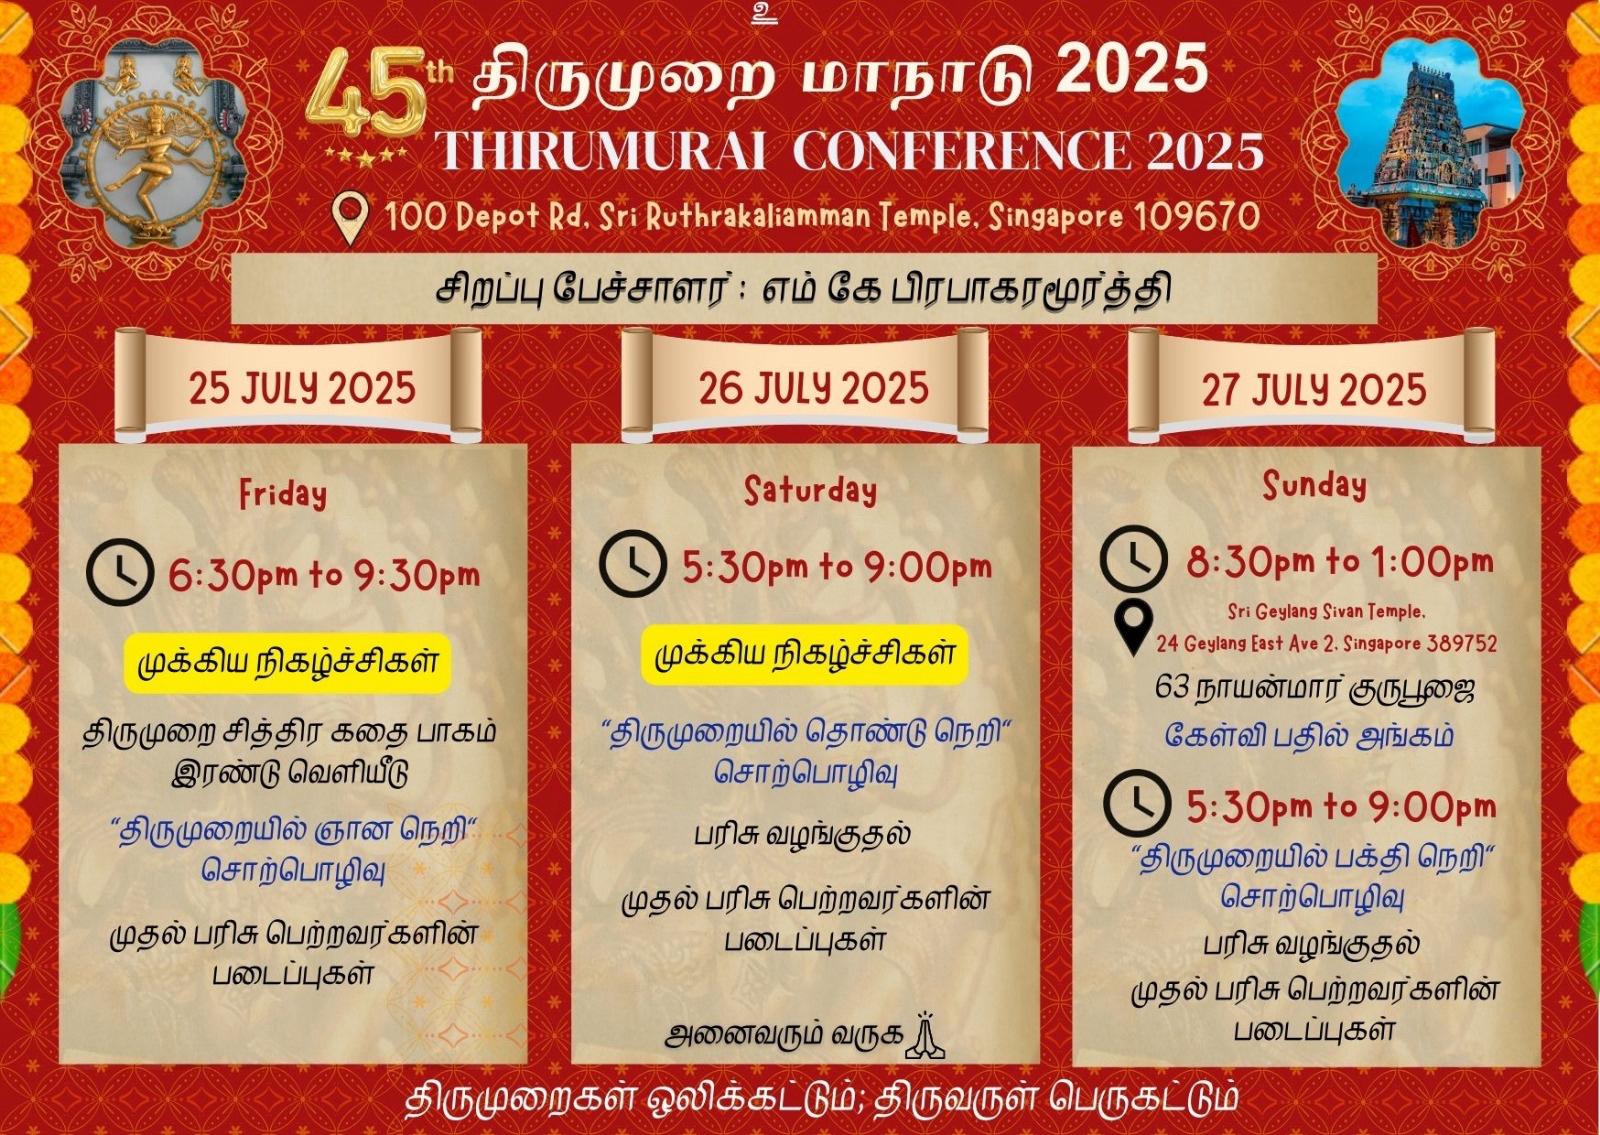 உ
45th திருமுறை மாநாடு 2025
THIRUMURAI CONFERENCE 2025
100 Depot Rd, Sri Ruthrakaliamman Temple, Singapore 109670
சிறப்பு பேச்சாளர் : எம் கே பிரபாகரமூர்த்தி
25 JULY 2025
Friday
6:30pm to 9:30pm
முக்கிய நிகழ்ச்சிகள்
திருமுறை சித்திர கதை பாகம்
இரண்டு வெளியீடு
“திருமுறையில் ஞான நெறி“
சொற்பொழிவு
முதல் பரிசு பெற்றவர்களின்
படைப்புகள்
26 JULY 2025
Saturday
5:30pm to 9:00pm
முக்கிய நிகழ்ச்சிகள்
“திருமுறையில் தொண்டு நெறி“
சொற்பொழிவு
பரிசு வழங்குதல்
முதல் பரிசு பெற்றவர்களின்
படைப்புகள்
அனைவரும் வருக
27 JULY 2025
Sunday
8:30pm to 1:00pm
Sri Geylang Sivan Temple,
24 Geylang East Ave 2, Singapore 389752
63 நாயன்மார் குருபூஜை
கேள்வி பதில் அங்கம்
5:30pm to 9:00pm
“திருமுறையில் பக்தி நெறி“
சொற்பொழிவு
பரிசு வழங்குதல்
முதல் பரிசு பெற்றவர்களின்
படைப்புகள்
திருமுறைகள் ஒலிக்கட்டும்; திருவருள் பெருகட்டும்